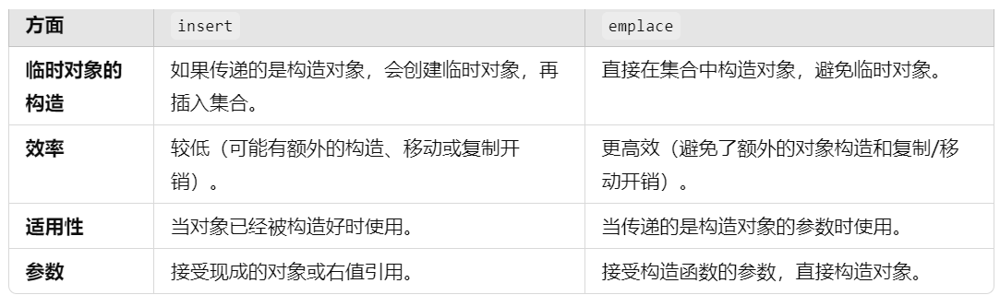 方面 insert emplace
临时对象的 如果传递的是构造对象，会创建临时对象，再 直接在集合中构造对象，避免临时对象。
构造 插入集合。
效率 较低（可能有额外的构造、移动或复制开 更高效（避免了额外的对象构造和复制/移
销）。 动开销）。
适用性 当对象已经被构造好时使用。 当传递的是构造对象的参数时使用。
参数 接受现成的对象或右值引用。 接受构造函数的参数，直接构造对象。